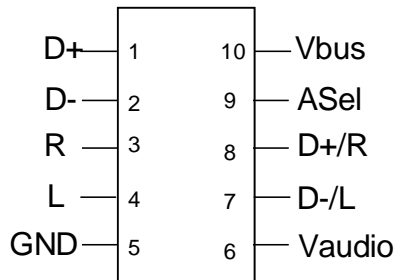 D+ 1 10 Vbus
D- 2 9 ASel
R 3 8 D+/R
L 4 7 D-/L
GND 5 6 Vaudio